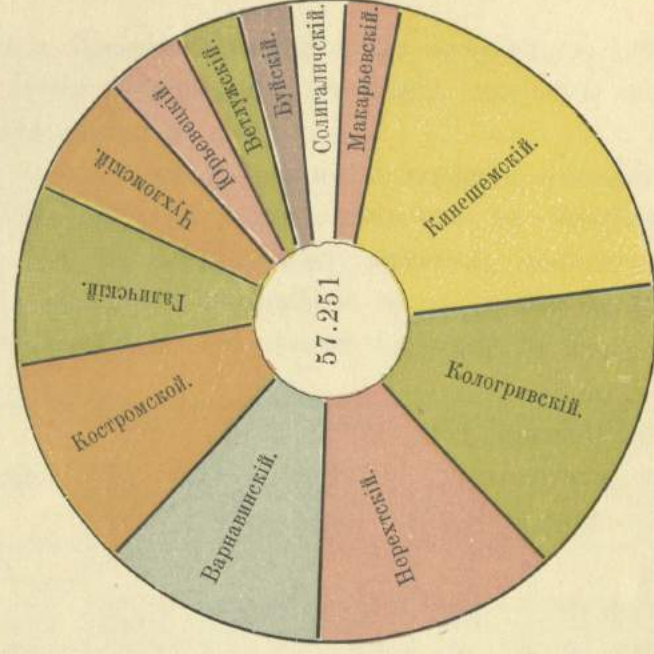 Кинешемскій.
Кологривскій.
Нерехтскій.
Варнавинскій.
Костромской.
Галичскій.
Чухломскій.
Юрьевецкій.
Ветлужскій.
Буйскій.
Солигаличскій.
Макарьевскій.
57.251